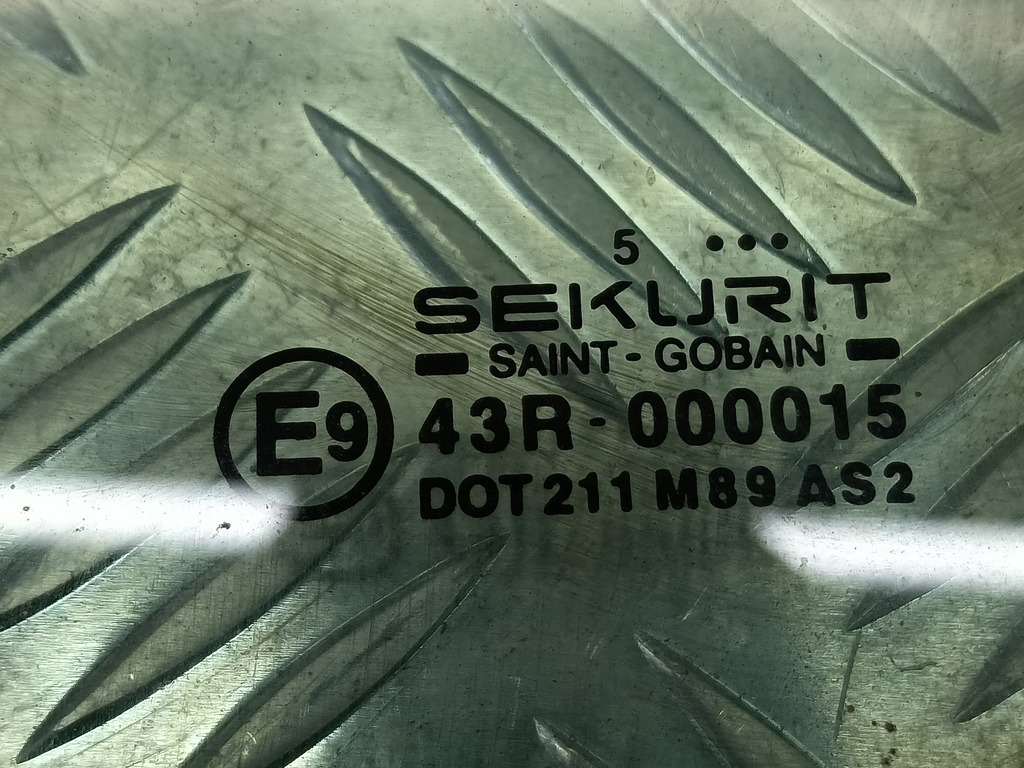 5 •••
SEKURIT
SAINT-GOBAIN
E9 43R-000015
DOT 211 M89 AS2